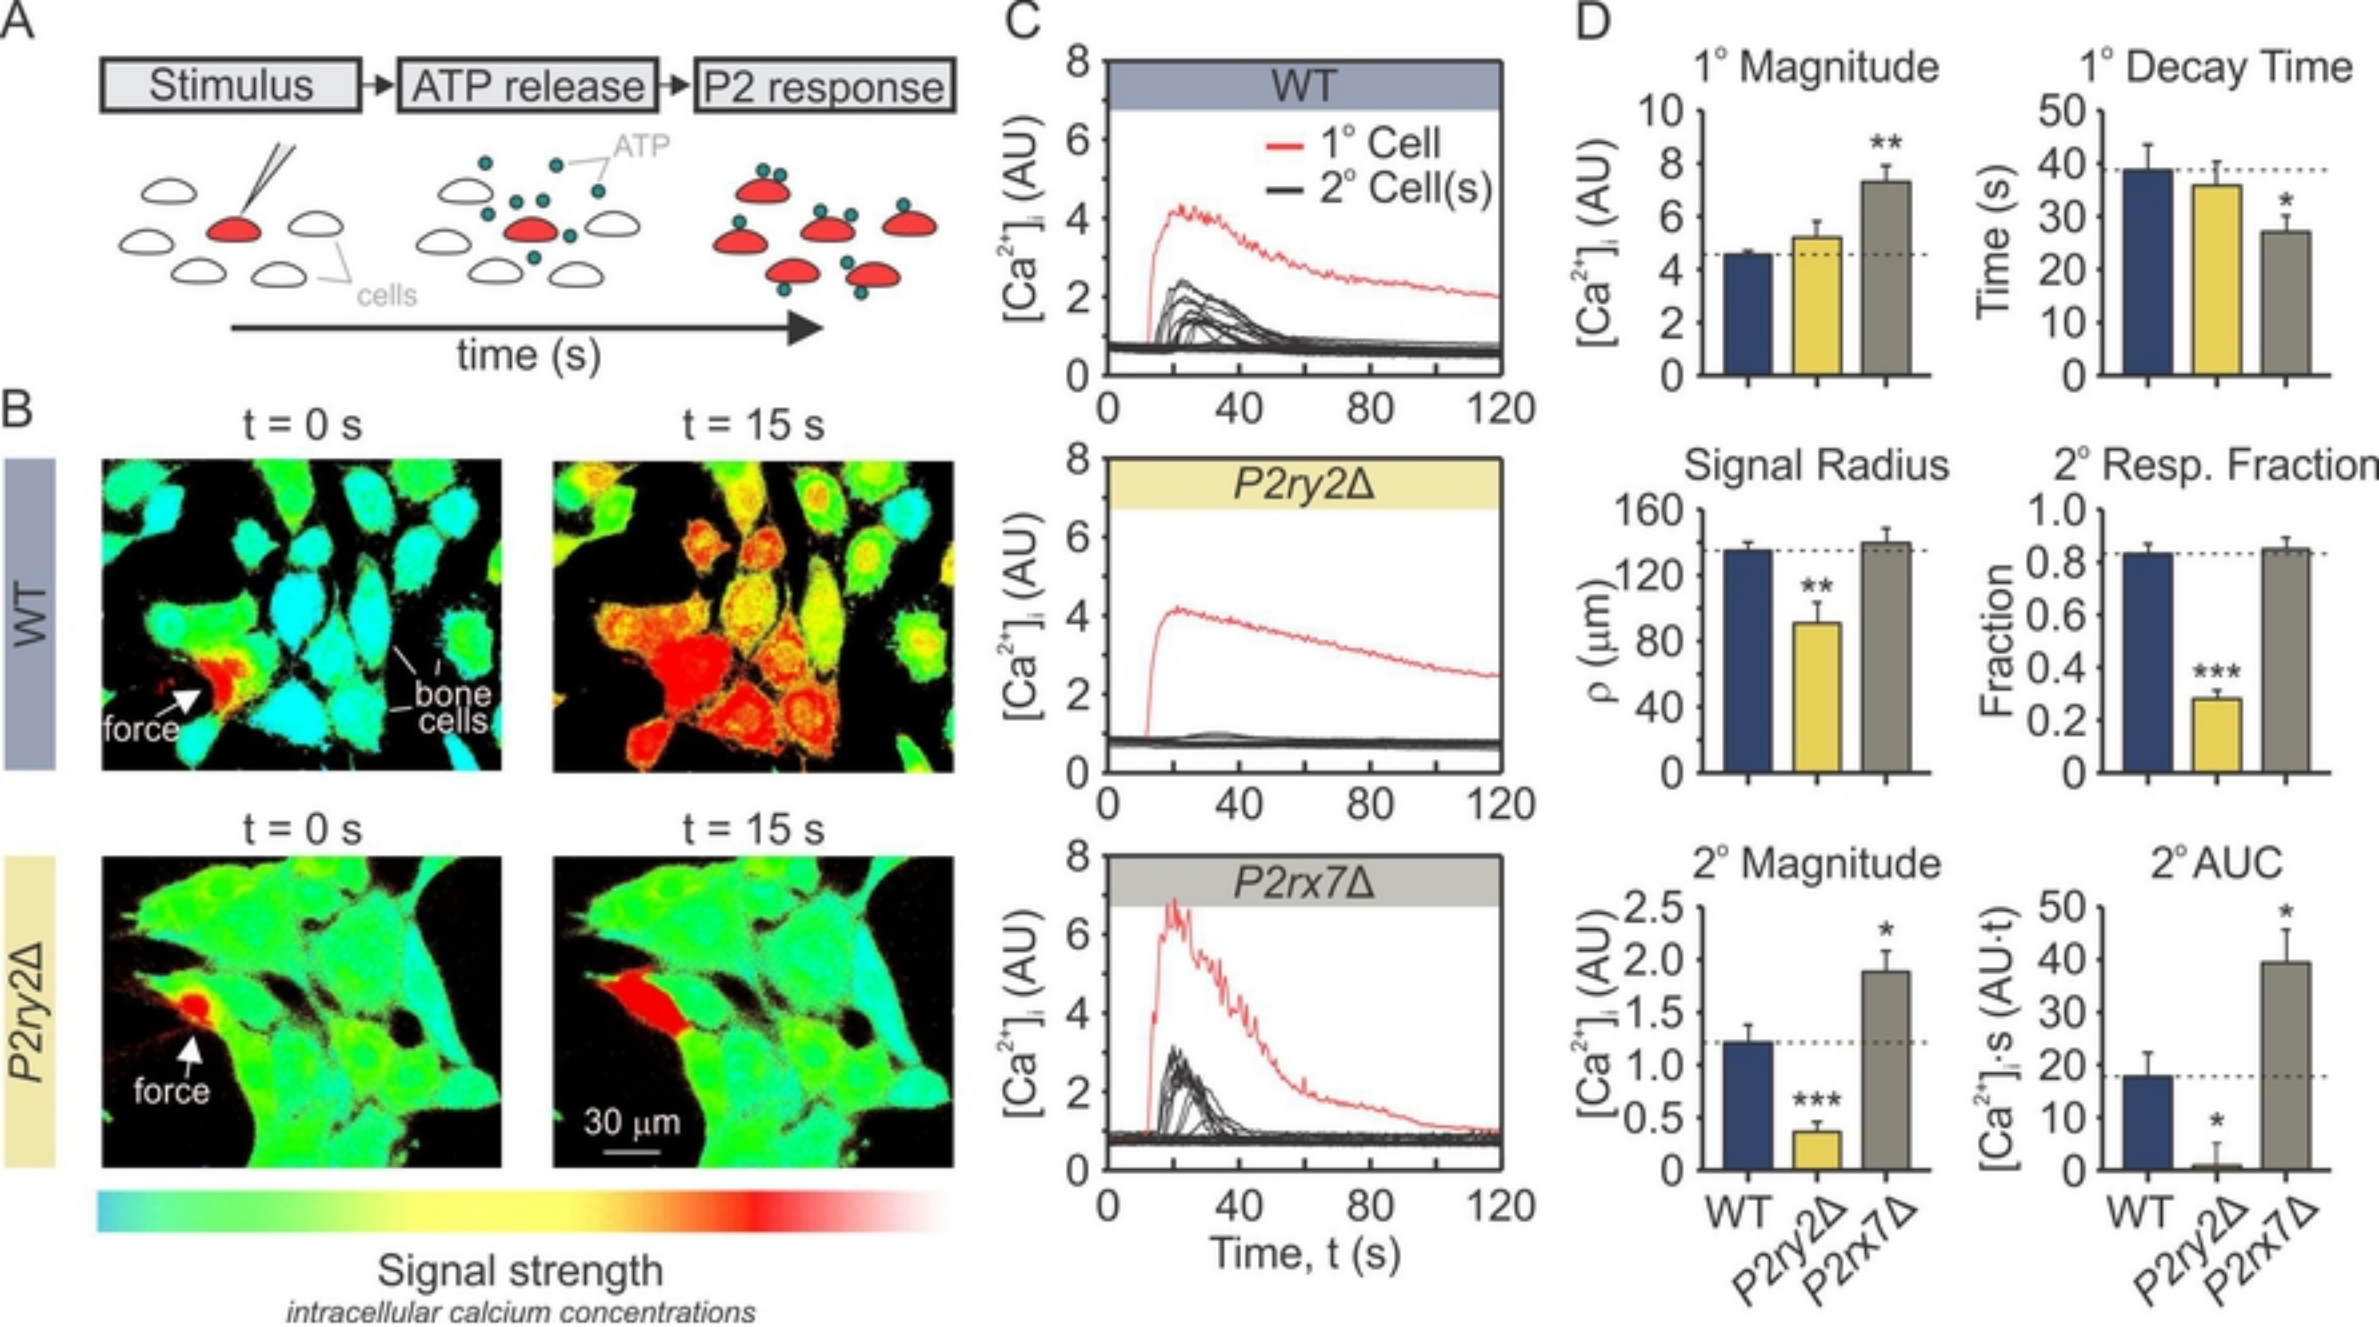 A
Stimulus
ATP release
P2 response
ATP
cells
time (s)
B
t = 0 s
t = 15 s
WT
force
bone
cells
t = 0 s
t = 15 s
P2ry2Δ
force
30 μm
Signal strength
intracellular calcium concentrations
C
WT
1° Cell
2° Cell(s)
[Ca²⁺]ᵢ (AU)
8
6
4
2
0
0 40 80 120
P2ry2Δ
[Ca²⁺]ᵢ (AU)
8
6
4
2
0
0 40 80 120
P2rx7Δ
[Ca²⁺]ᵢ (AU)
8
6
4
2
0
0 40 80 120
Time, t (s)
D
1° Magnitude
[Ca²⁺]ᵢ (AU)
10
8
6
4
2
0
**
1° Decay Time
Time (s)
50
40
30
20
10
0
*
Signal Radius
ρ (μm)
160
120
80
40
0
**
2° Resp. Fraction
Fraction
1.0
0.8
0.6
0.4
0.2
0
***
2° Magnitude
[Ca²⁺]ᵢ (AU)
2.5
2.0
1.5
1.0
0.5
0
***
*
WT
P2ry2Δ
P2rx7Δ
2° AUC
[Ca²⁺]ᵢ·s (AU·t)
50
40
30
20
10
0
*
*
WT
P2ry2Δ
P2rx7Δ